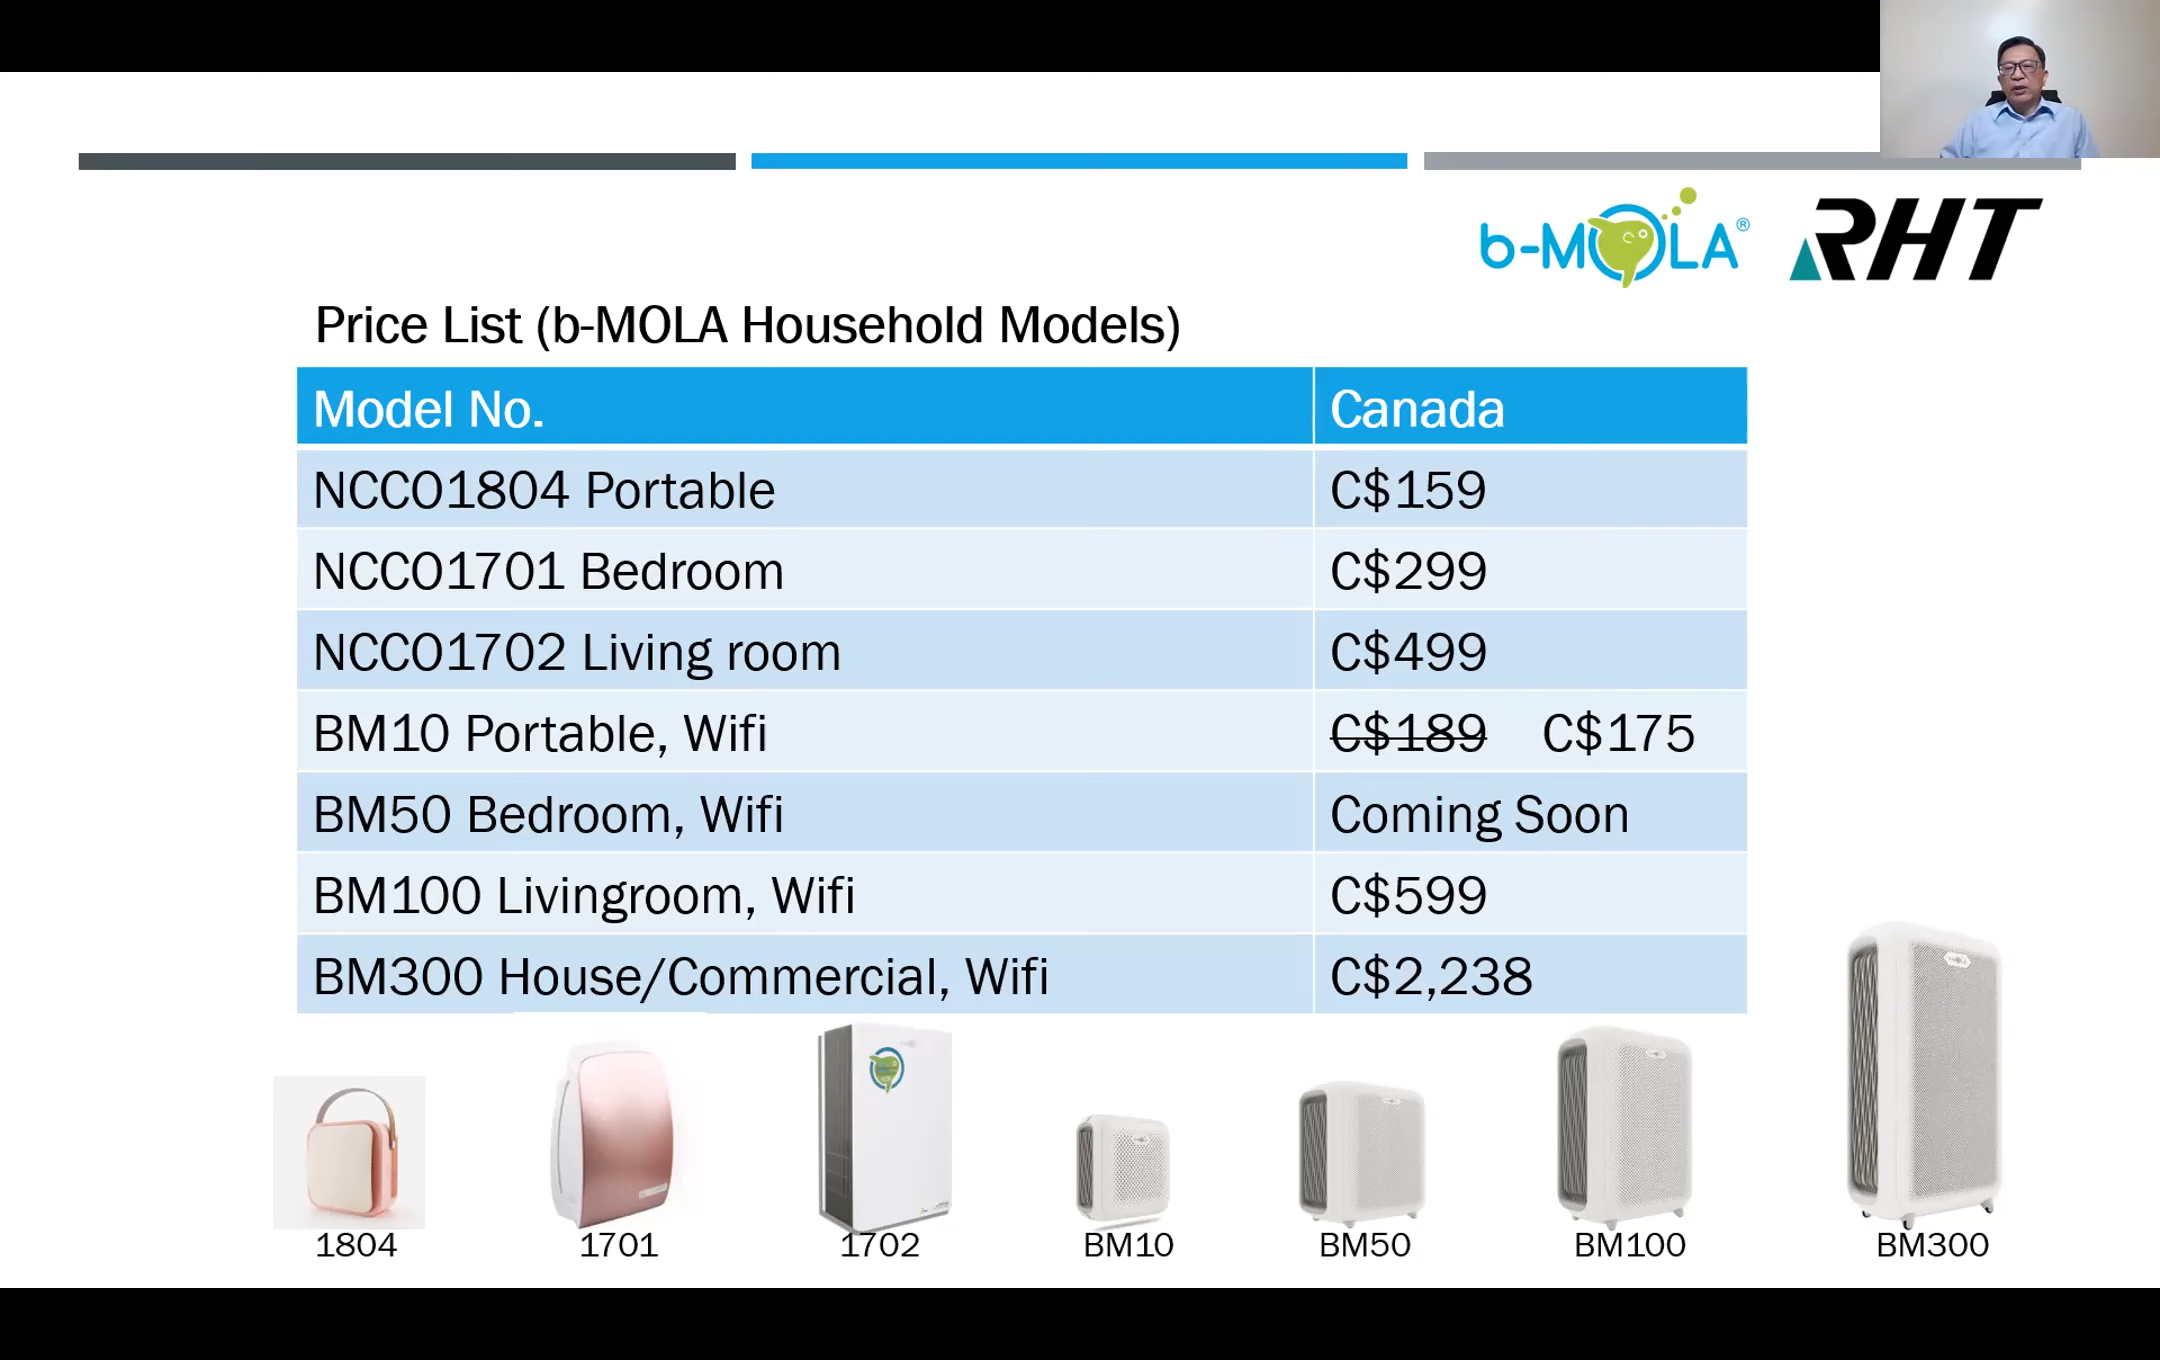 b-MOLA®
RHT
Price List (b-MOLA Household Models)
Model No. Canada
NCCO1804 Portable C$159
NCCO1701 Bedroom C$299
NCCO1702 Living room C$499
BM10 Portable, Wifi C$189 C$175
BM50 Bedroom, Wifi Coming Soon
BM100 Livingroom, Wifi C$599
BM300 House/Commercial, Wifi C$2,238
1804 1701 1702 BM10 BM50 BM100 BM300